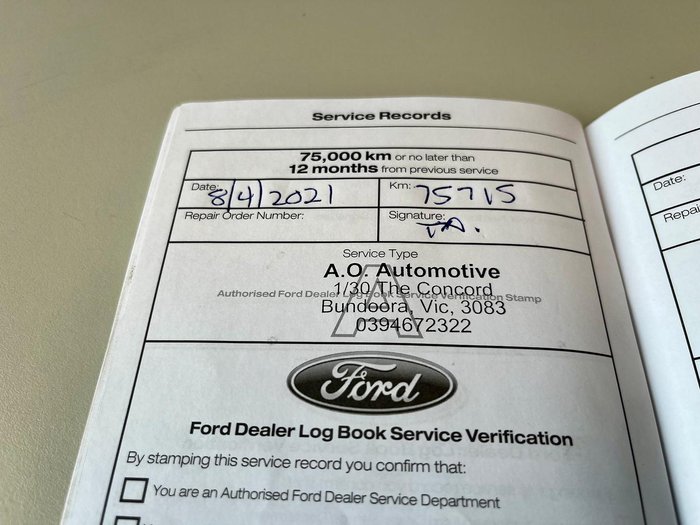 Service Records
75,000 km or no later than
12 months from previous service
Date: 8/4/2021
Km: 75715
Repair Order Number:
Signature:
Service Type
A
A.O. Automotive
Authorised Ford Dealer Log Book Service Verification Stamp
1/30 The Concord
Bundoora, Vic, 3083
0394672322
Ford
Ford Dealer Log Book Service Verification
By stamping this service record you confirm that:
You are an Authorised Ford Dealer Service Department
Date: